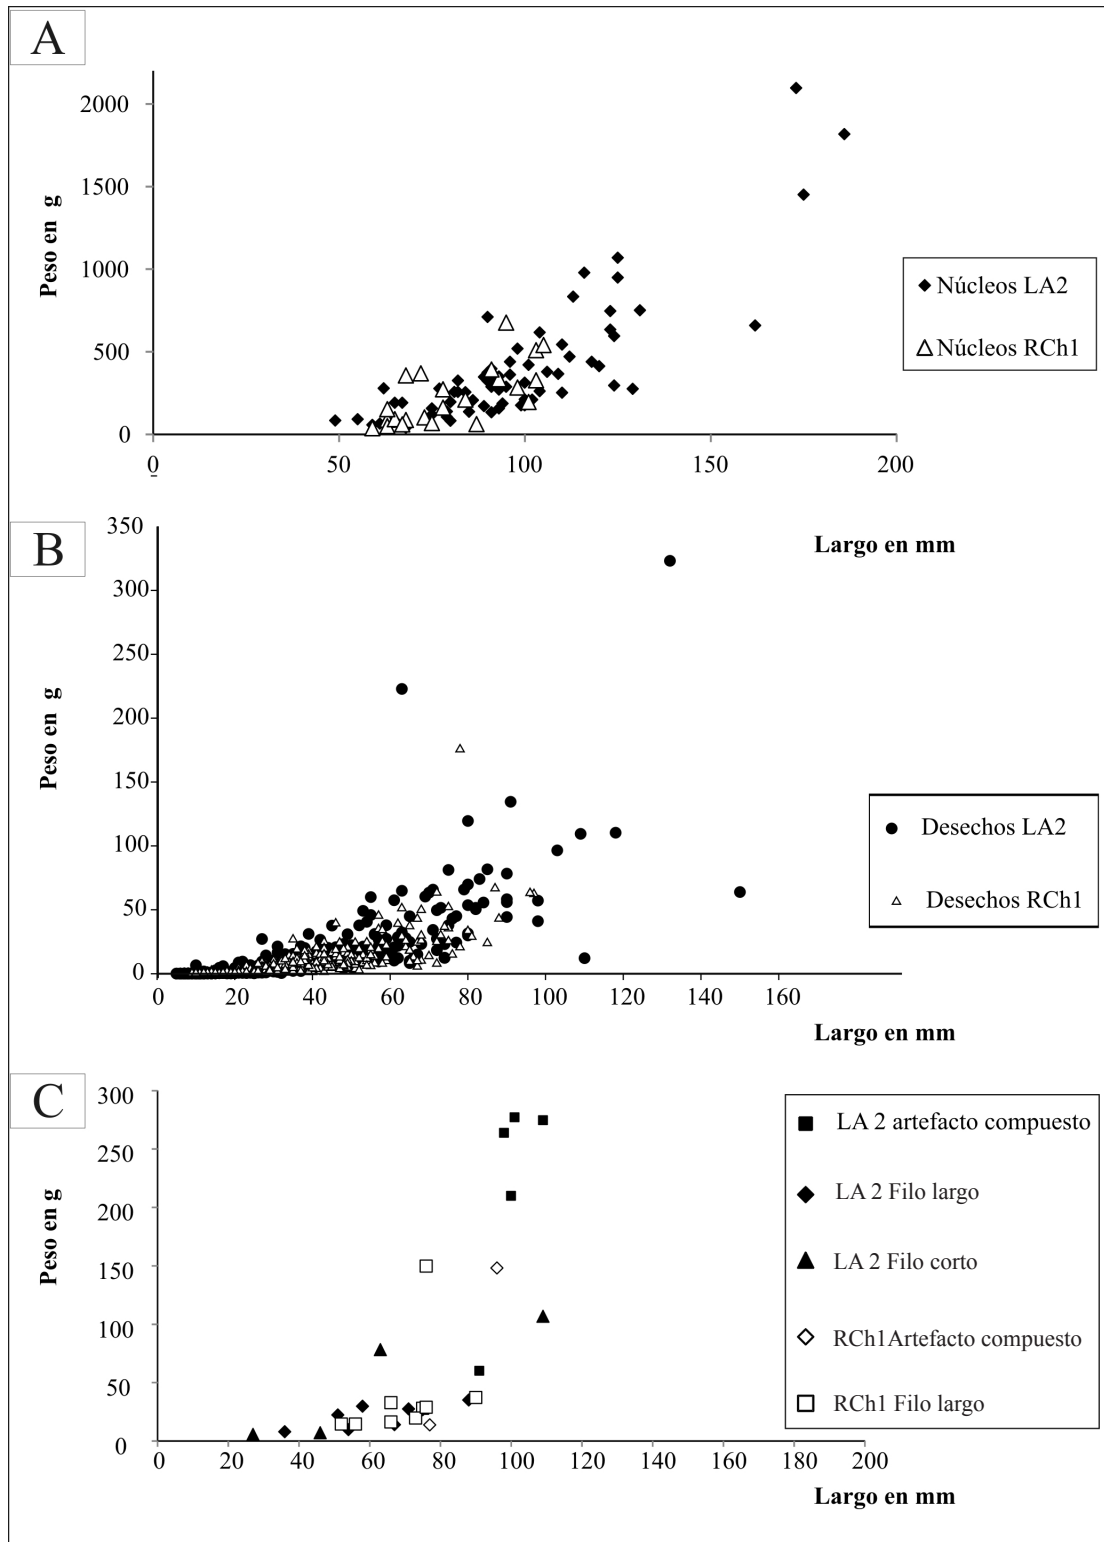 A
2000
1500
1000
500
0
0
50
100
150
200
Peso en g
Largo en mm
Núcleos LA2
Núcleos RCh1
B
350
300
250
200
150
100
50
0
0
20
40
60
80
100
120
140
160
Peso en g
Largo en mm
Desechos LA2
Desechos RCh1
C
300
250
200
150
100
50
0
0
20
40
60
80
100
120
140
160
180
200
Peso en g
Largo en mm
LA 2 artefacto compuesto
LA 2 Filo largo
LA 2 Filo corto
RCh1Artefacto compuesto
RCh1 Filo largo